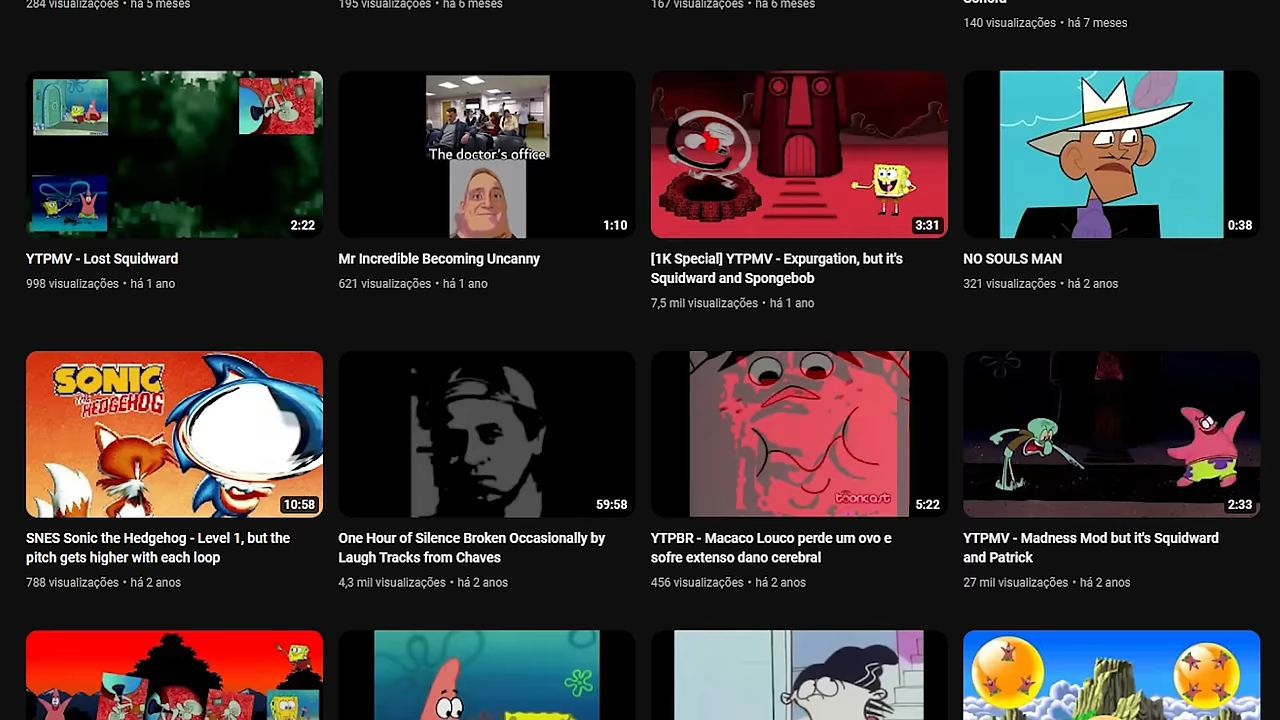 284 visualizações • há 5 meses
195 visualizações • há 6 meses
167 visualizações • há 6 meses
Sonora
140 visualizações • há 7 meses
2:22
The doctor's office
1:10
3:31
0:38
YTPMV - Lost Squidward
998 visualizações • há 1 ano
Mr Incredible Becoming Uncanny
621 visualizações • há 1 ano
[1K Special] YTPMV - Expurgation, but it's
Squidward and Spongebob
7,5 mil visualizações • há 1 ano
NO SOULS MAN
321 visualizações • há 2 anos
SONIC
THE
HEDGEHOG
10:58
59:58
tooncast
5:22
2:33
SNES Sonic the Hedgehog - Level 1, but the
pitch gets higher with each loop
788 visualizações • há 2 anos
One Hour of Silence Broken Occasionally by
Laugh Tracks from Chaves
4,3 mil visualizações • há 2 anos
YTPBR - Macaco Louco perde um ovo e
sofre extenso dano cerebral
456 visualizações • há 2 anos
YTPMV - Madness Mod but it's Squidward
and Patrick
27 mil visualizações • há 2 anos